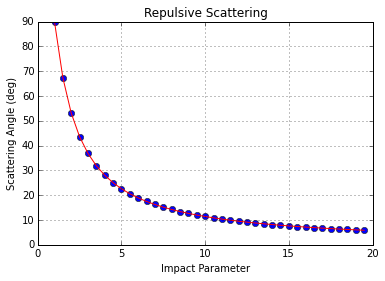 Repulsive Scattering
90
80
70
60
50
40
30
20
10
0
Scattering Angle (deg)
0 5 10 15 20
Impact Parameter